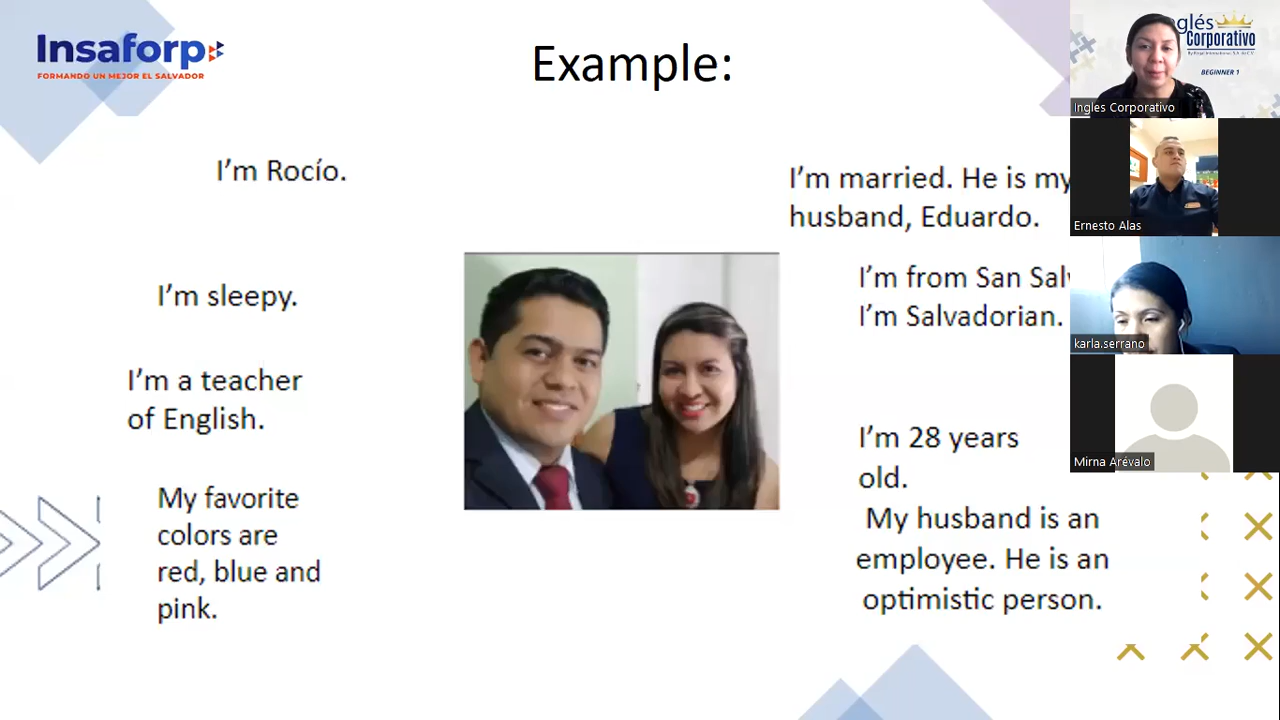 Insaforp
FORMANDO UN MEJOR EL SALVADOR
Example:
I'm Rocío.
I'm sleepy.
I'm a teacher
of English.
My favorite
colors are
red, blue and
pink.
I'm married. He is my
husband, Eduardo.
I'm from San
I'm Salvadorian.
I'm 28 years
old.
My husband is an
employee. He is an
optimistic person.
Corporativo
BEGINNER 1
Ingles Corporativo
Ernesto Alas
karla.serrano
Mirna Arévalo